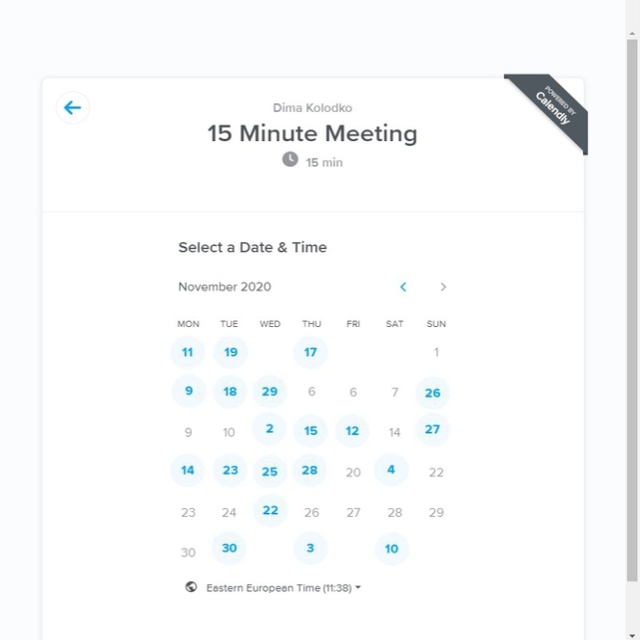 Dima Kolodko
15 Minute Meeting
15 min
POWERED BY
Calendly
Select a Date & Time
November 2020
MON TUE WED THU FRI SAT SUN
11 19 17 1
9 18 29 6 6 7 26
9 10 2 15 12 14 27
14 23 25 28 20 4 22
23 24 22 26 27 28 29
30 30 3 10
Eastern European Time (11:38)